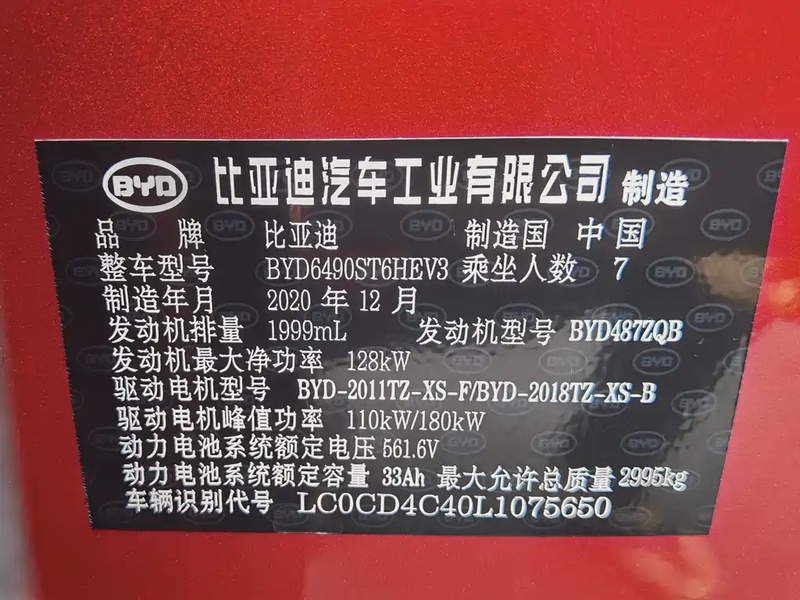 BYD 比亚迪汽车工业有限公司 制造
品 牌 比亚迪 制造国 中国
整车型号 BYD6490ST6HEV3 乘坐人数 7
制造年月 2020 年 12 月
发动机排量 1999mL 发动机型号 BYD487ZQB
发动机最大净功率 128kW
驱动电机型号 BYD-2011TZ-XS-F/BYD-2018TZ-XS-B
驱动电机峰值功率 110kW/180kW
动力电池系统额定电压 561.6V
动力电池系统额定容量 33Ah 最大允许总质量 2995kg
车辆识别代号 LC0CD4C40L1075650